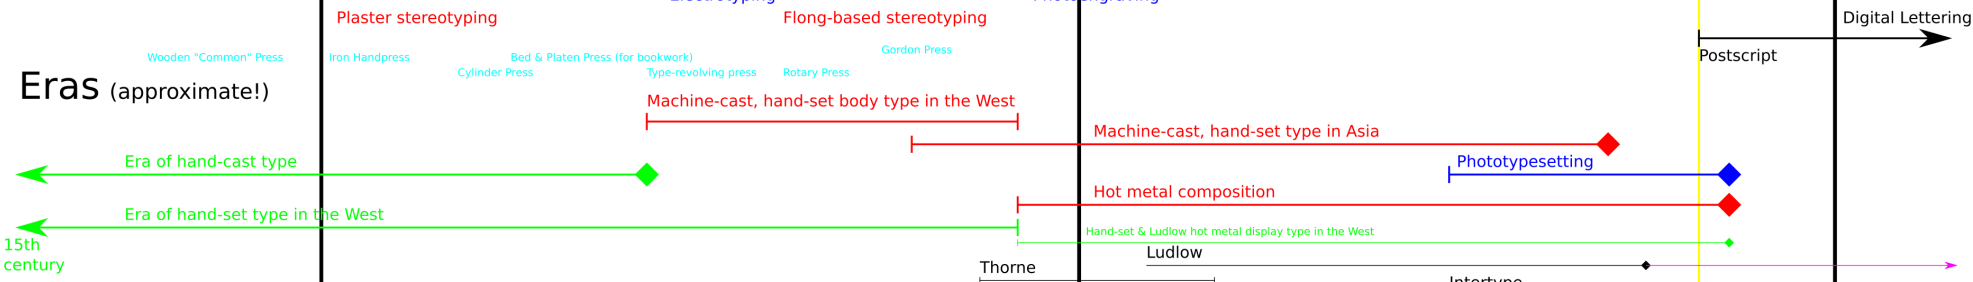 Electrotyping
Photoengraving
Plaster stereotyping
Flong-based stereotyping
Digital Lettering
Wooden "Common" Press
Iron Handpress
Bed & Platen Press (for bookwork)
Gordon Press
Postscript
Cylinder Press
Type-revolving press
Rotary Press
Eras (approximate!)
Machine-cast, hand-set body type in the West
Machine-cast, hand-set type in Asia
Era of hand-cast type
Phototypesetting
Hot metal composition
Era of hand-set type in the West
Hand-set & Ludlow hot metal display type in the West
15th
century
Ludlow
Thorne
Intertype